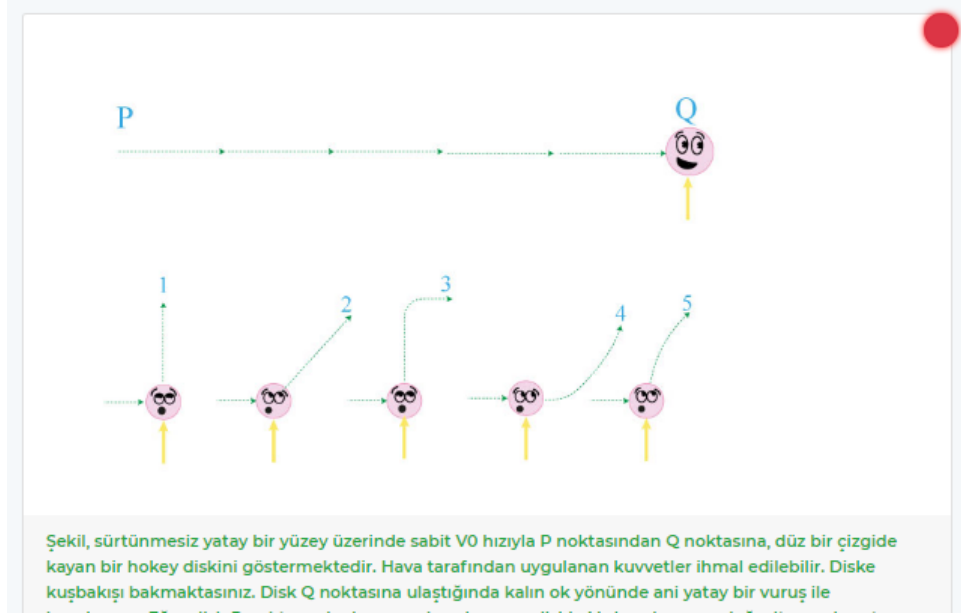 P
Q
1
2
3
4
5
Şekil, sürtünmesiz yatay bir yüzey üzerinde sabit V0 hızıyla P noktasından Q noktasına, düz bir çizgide
kayan bir hokey diskini göstermektedir. Hava tarafından uygulanan kuvvetler ihmal edilebilir. Diske
kuşbakışı bakmaktasınız. Disk Q noktasına ulaştığında kalın ok yönünde ani yatay bir vuruş ile